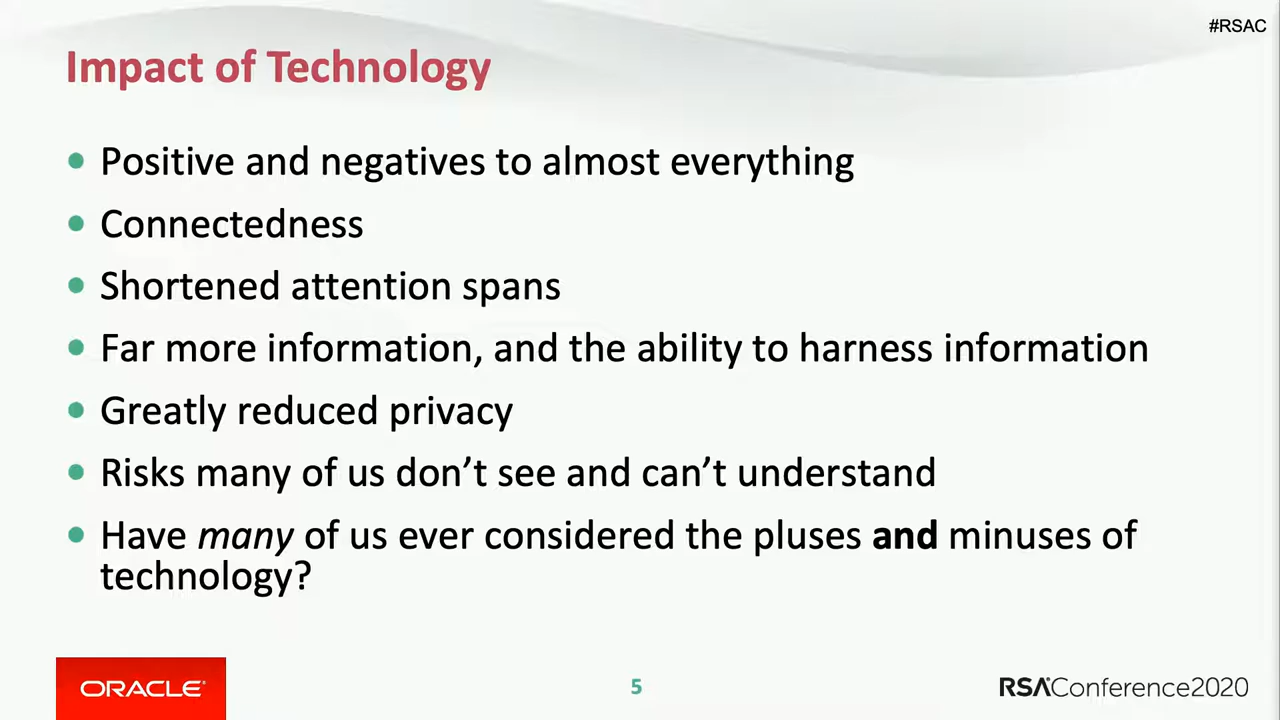 #RSAC
Impact of Technology
• Positive and negatives to almost everything
• Connectedness
• Shortened attention spans
• Far more information, and the ability to harness information
• Greatly reduced privacy
• Risks many of us don’t see and can’t understand
• Have many of us ever considered the pluses and minuses of
technology?
ORACLE®
5
RSAConference2020